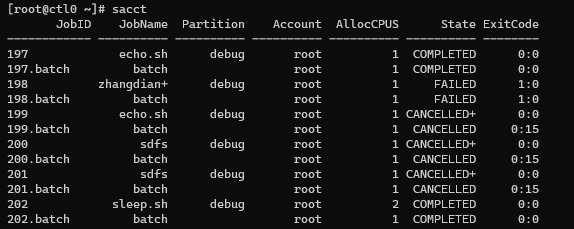 [root@ctl0 ~]# sacct
       JobID    JobName  Partition    Account  AllocCPUS      State ExitCode
------------ ---------- ---------- ---------- ---------- ---------- --------
197             echo.sh      debug       root          1  COMPLETED      0:0
197.batch         batch                  root          1  COMPLETED      0:0
198          zhangdian+      debug       root          1     FAILED      1:0
198.batch         batch                  root          1     FAILED      1:0
199             echo.sh      debug       root          1 CANCELLED+      0:0
199.batch         batch                  root          1  CANCELLED     0:15
200                sdfs      debug       root          1 CANCELLED+      0:0
200.batch         batch                  root          1  CANCELLED     0:15
201                sdfs      debug       root          1 CANCELLED+      0:0
201.batch         batch                  root          1  CANCELLED     0:15
202            sleep.sh      debug       root          2  COMPLETED      0:0
202.batch         batch                  root          1  COMPLETED      0:0